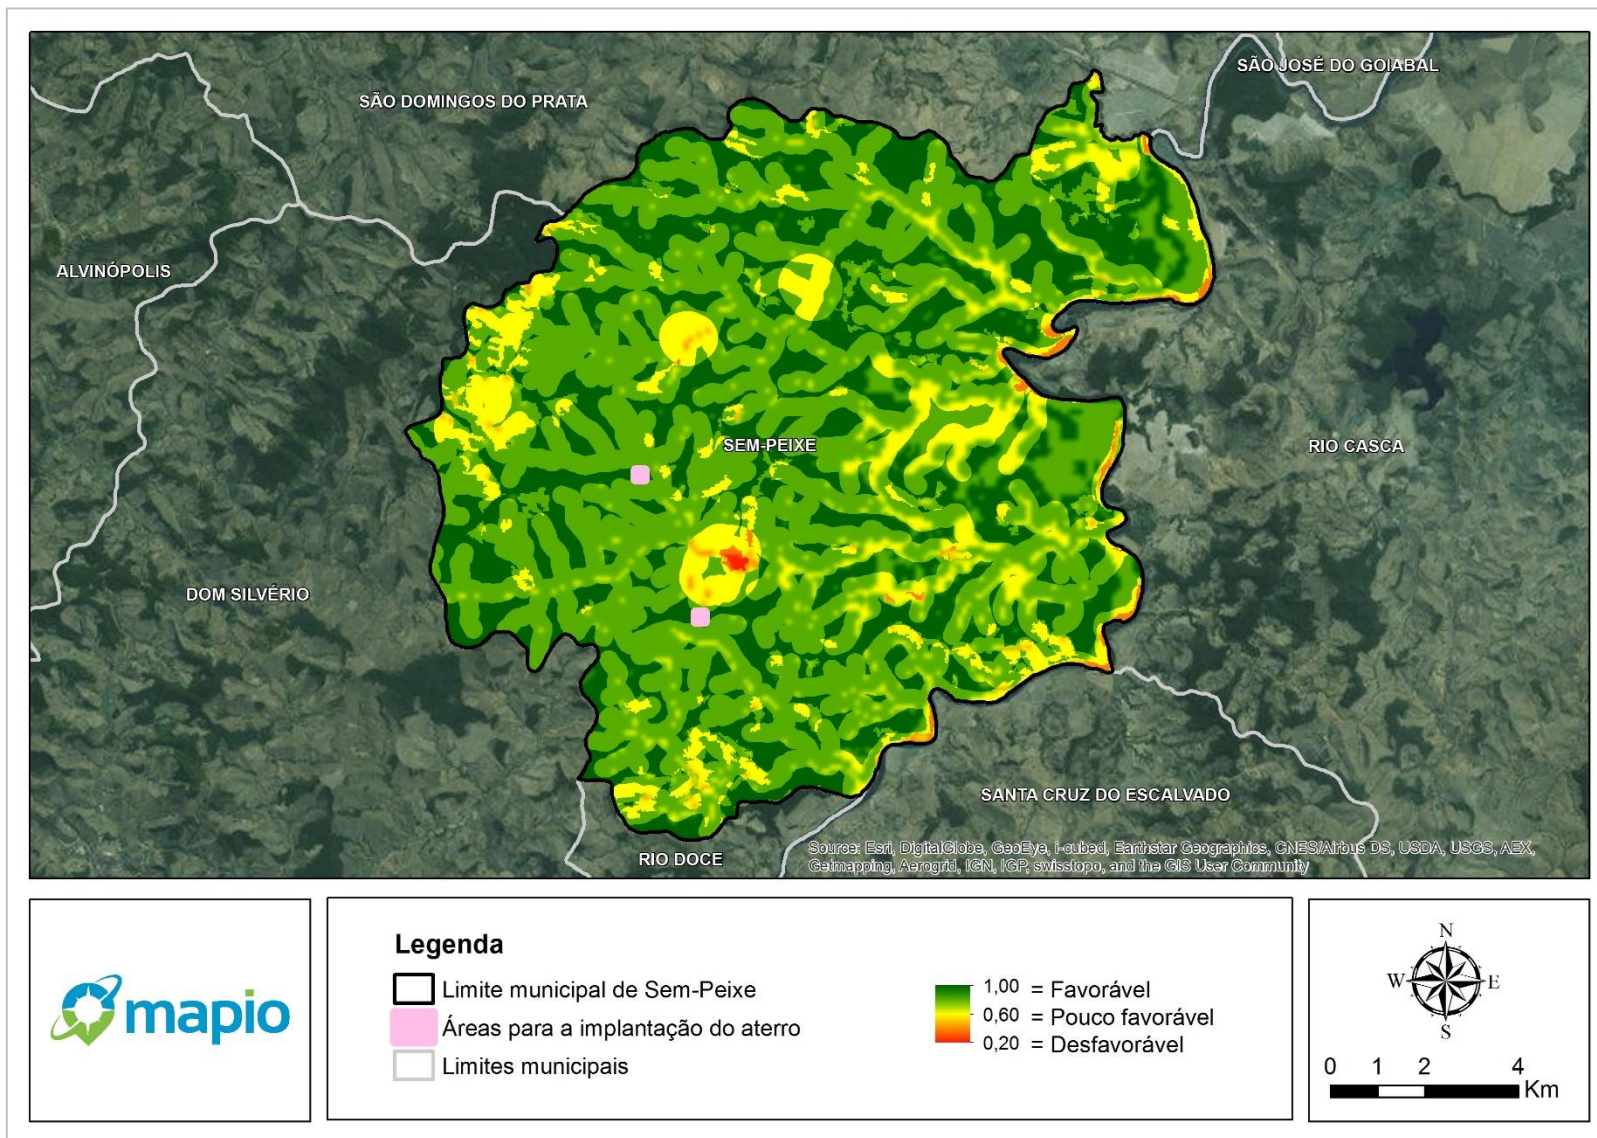 SÃO JOSÉ DO GOIABAL
SÃO DOMINGOS DO PRATA
ALVINÓPOLIS
SEM-PEIXE
RIO CASCA
DOM SILVÉRIO
SANTA CRUZ DO ESCALVADO
RIO DOCE
Source: Esri, DigitalGlobe, GeoEye, i-cubed, Earthstar Geographics, CNES/Airbus DS, USDA, USGS, AEX,
Getmapping, Aerogrid, IGN, IGP, swisstopo, and the GIS User Community
mapio
Legenda
Limite municipal de Sem-Peixe
Áreas para a implantação do aterro
Limites municipais
1,00 = Favorável
0,60 = Pouco favorável
0,20 = Desfavorável
N
W E
S
0 1 2 4
Km